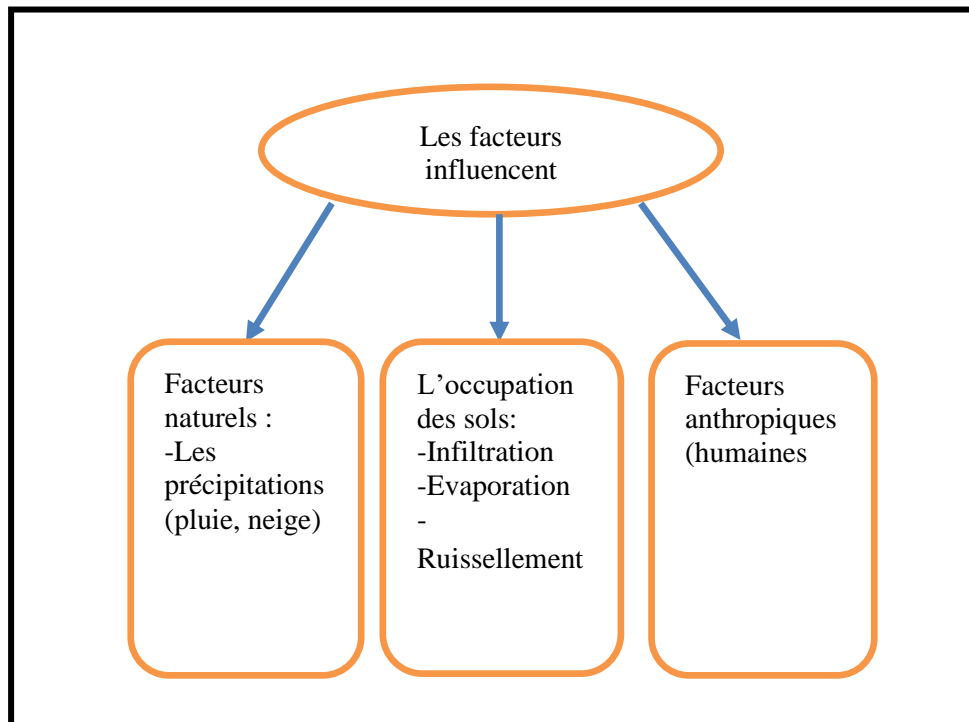 Les facteurs
influencent
Facteurs
naturels :
-Les
précipitations
(pluie, neige)
L’occupation
des sols:
-Infiltration
-Evaporation
-
Ruissellement
Facteurs
anthropiques
(humaines